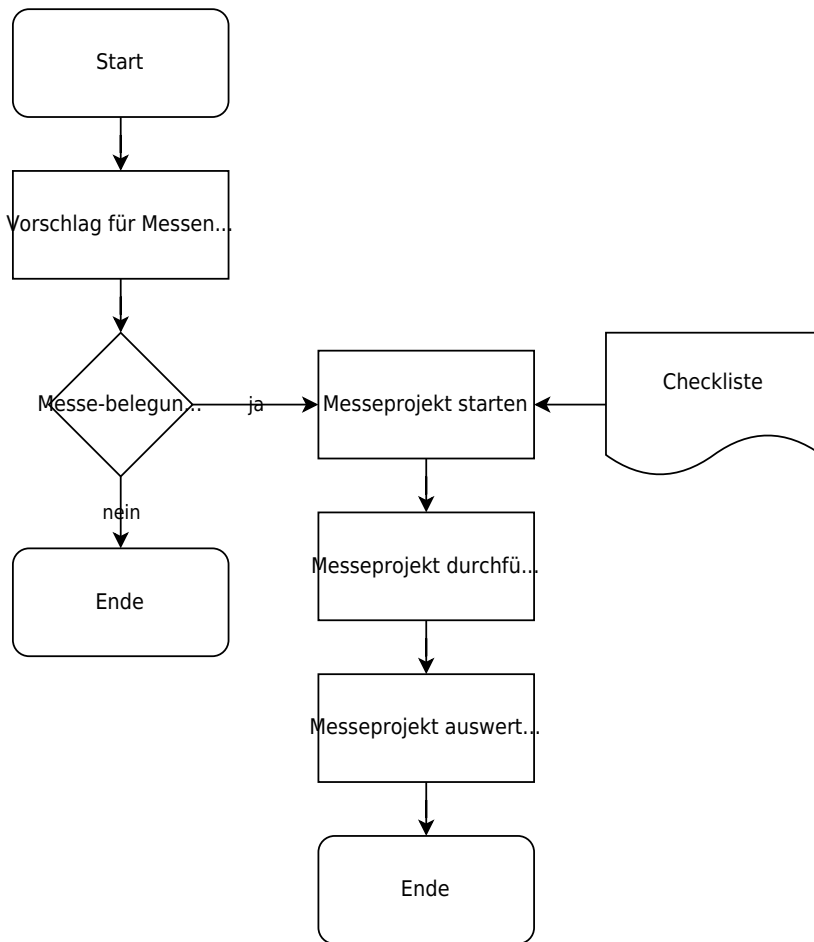 Start
Vorschlag für Messen...
Messe-belegun...
ja
Messeprojekt starten
Checkliste
nein
Messeprojekt durchfü...
Ende
Messeprojekt auswert...
Ende